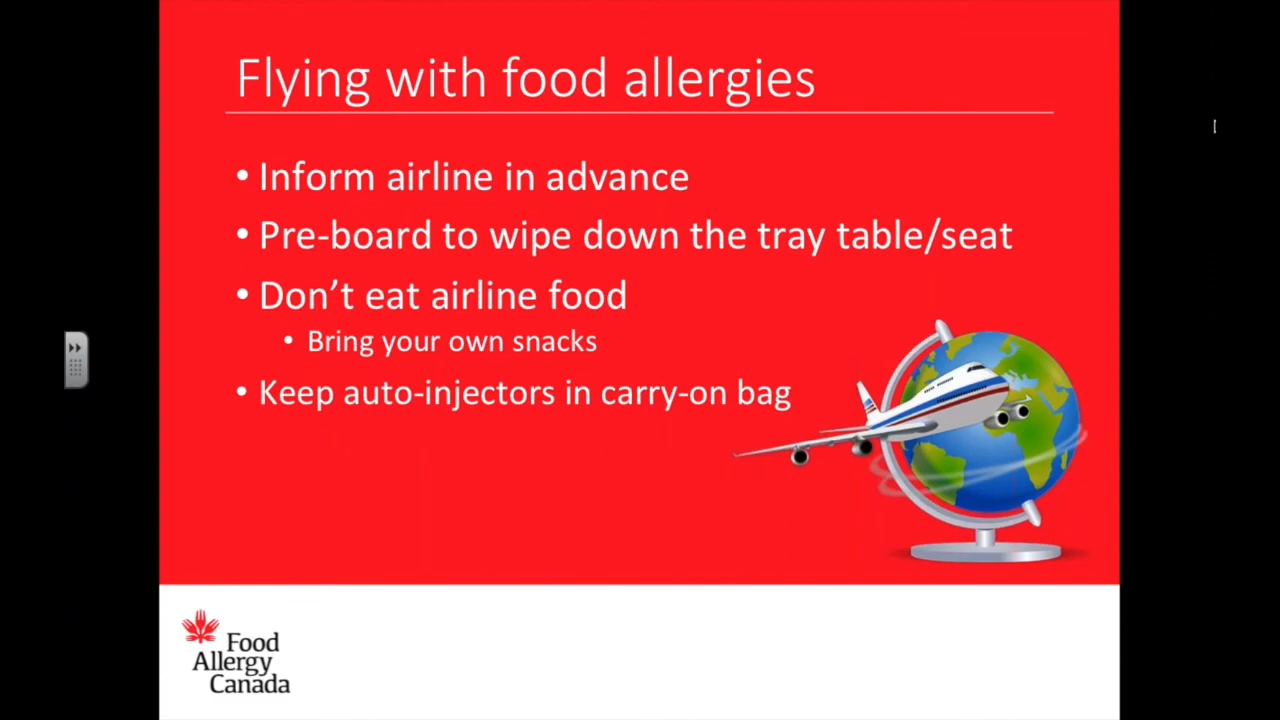 Flying with food allergies
• Inform airline in advance
• Pre-board to wipe down the tray table/seat
• Don’t eat airline food
• Bring your own snacks
• Keep auto-injectors in carry-on bag
Food
Allergy
Canada